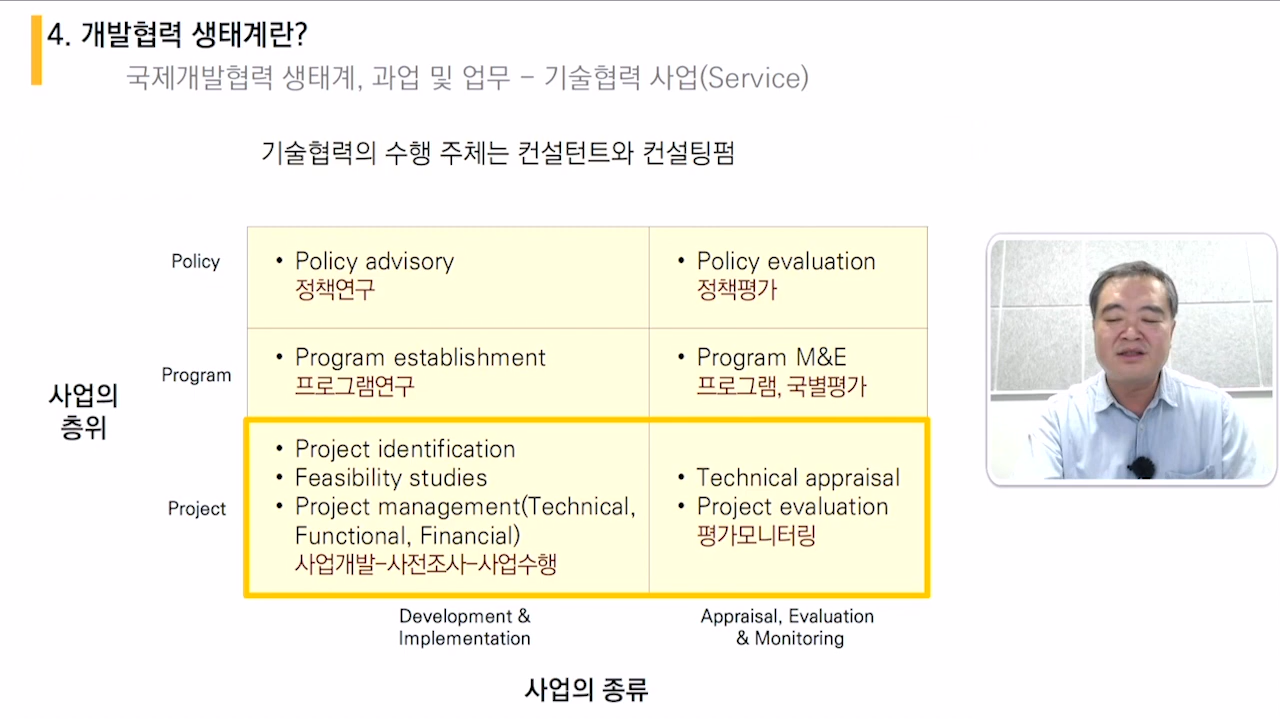 4. 개발협력 생태계란?
국제개발협력 생태계, 과업 및 업무 – 기술협력 사업(Service)
기술협력의 수행 주체는 컨설턴트와 컨설팅펌
Policy
• Policy advisory
정책연구
• Policy evaluation
정책평가
Program
• Program establishment
프로그램연구
• Program M&E
프로그램, 국별평가
사업의
층위
Project
• Project identification
• Feasibility studies
• Project management(Technical,
Functional, Financial)
사업개발-사전조사-사업수행
• Technical appraisal
• Project evaluation
평가모니터링
Development &
Implementation
Appraisal, Evaluation
& Monitoring
사업의 종류